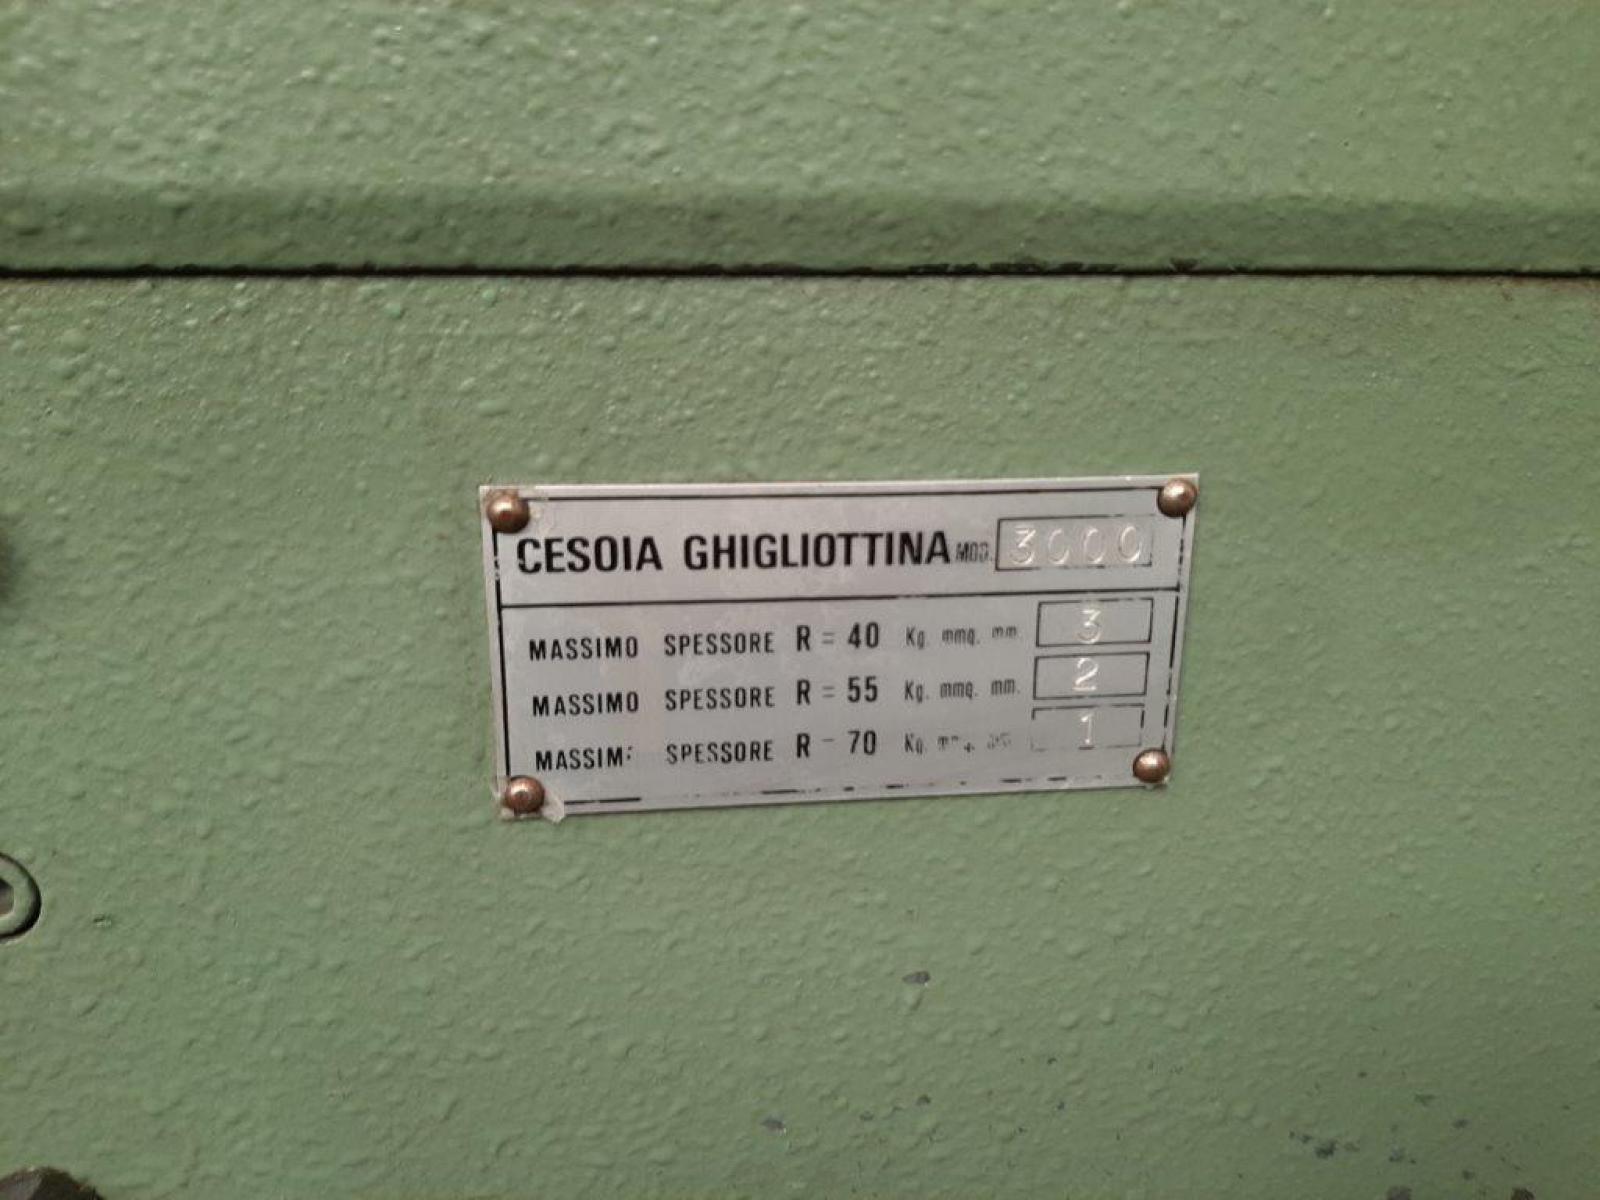 CESOIA GHIGLIOTTINA MOD. 3000
MASSIMO SPESSORE R = 40 Kg. mmq. mm. 3
MASSIMO SPESSORE R = 55 Kg. mmq. mm. 2
SPESSORE R - 70 Kg. 1